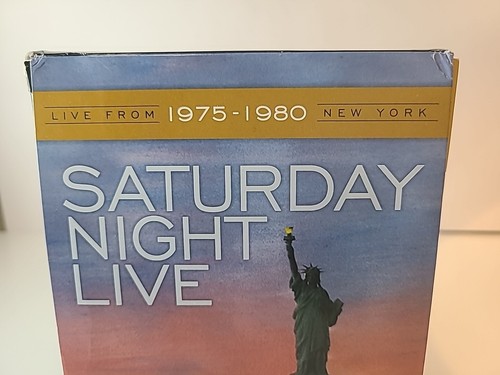 LIVE FROM 1975-1980 NEW YORK
SATURDAY
NIGHT
LIVE